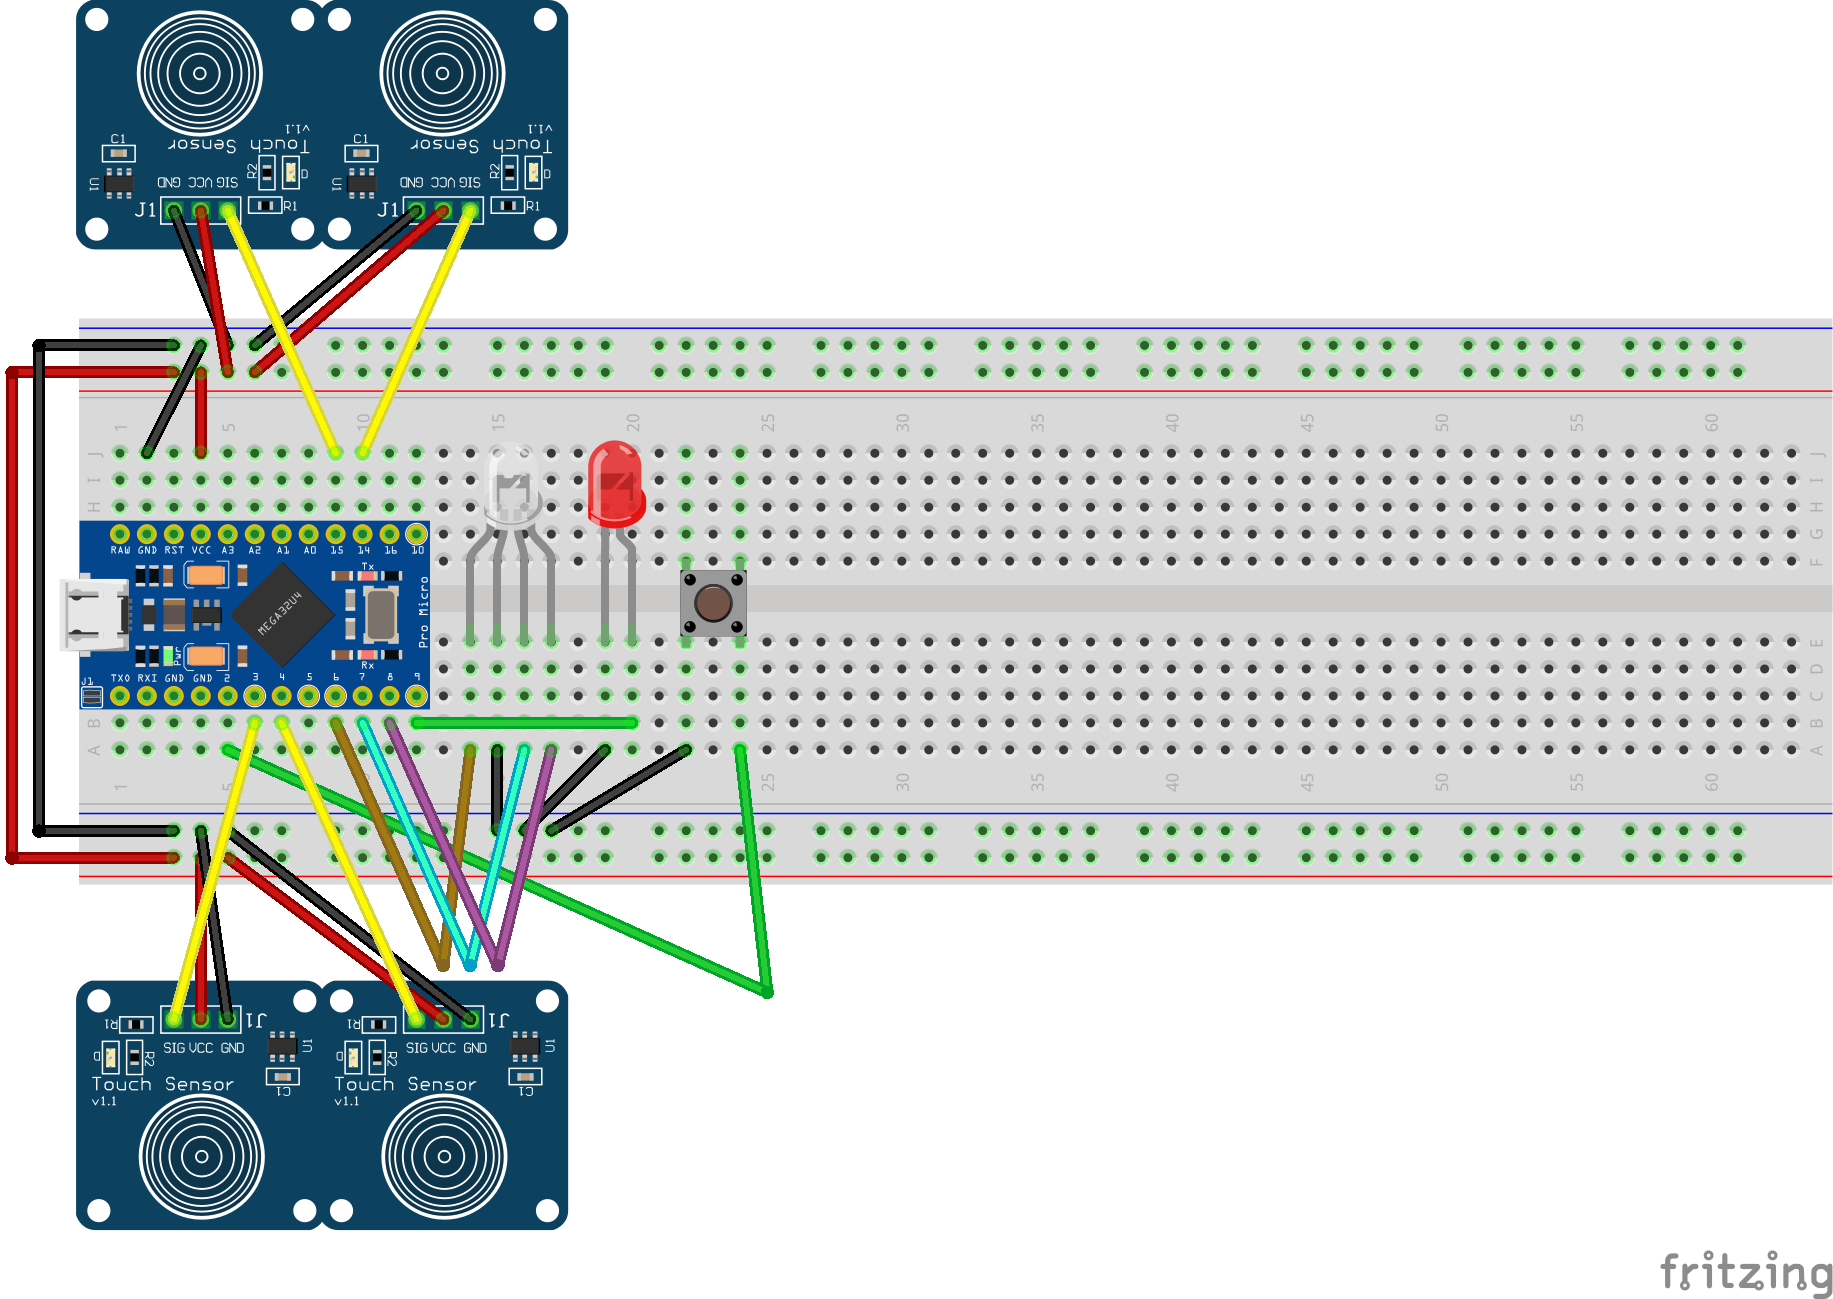 v1.1 v1.1
Sensor Touch Sensor Touch
C1 R2 D C1 R2 D
U1 GND VCC SIG U1 GND VCC SIG
J1 R1 J1 R1
1 5 10 15 20 25 30 35 40 45 50 55 60
J J
I I
H H
G
RAW GND RST VCC A3 A2 A1 A0 15 14 16 10
F
Tx
MEGA32U4
Pro Micro
Pwr
Rx
E
D
J1 TXO RXI GND GND 2 3 4 5 6 7 8 9
C
B B
A A
1 5 25 30 35 40 45 50 55 60
R1 J1 R1 J1
SIG VCC GND U1 SIG VCC GND U1
D R2 D R2
Touch Sensor C1 Touch Sensor C1
v1.1 v1.1
fritzing